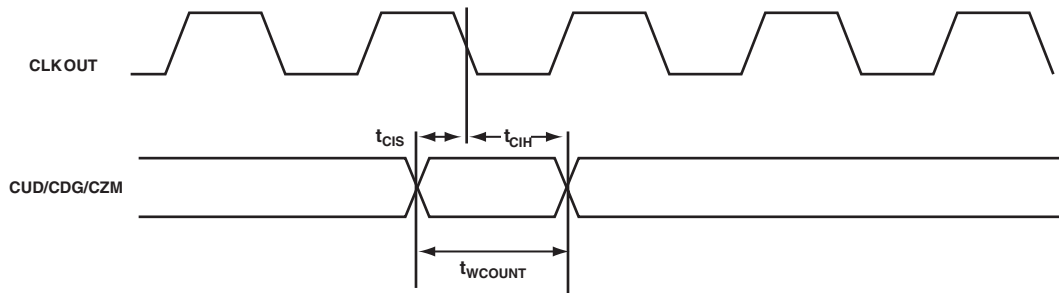 CLKOUT
tCIS
tCIH
CUD/CDG/CZM
tWCOUNT